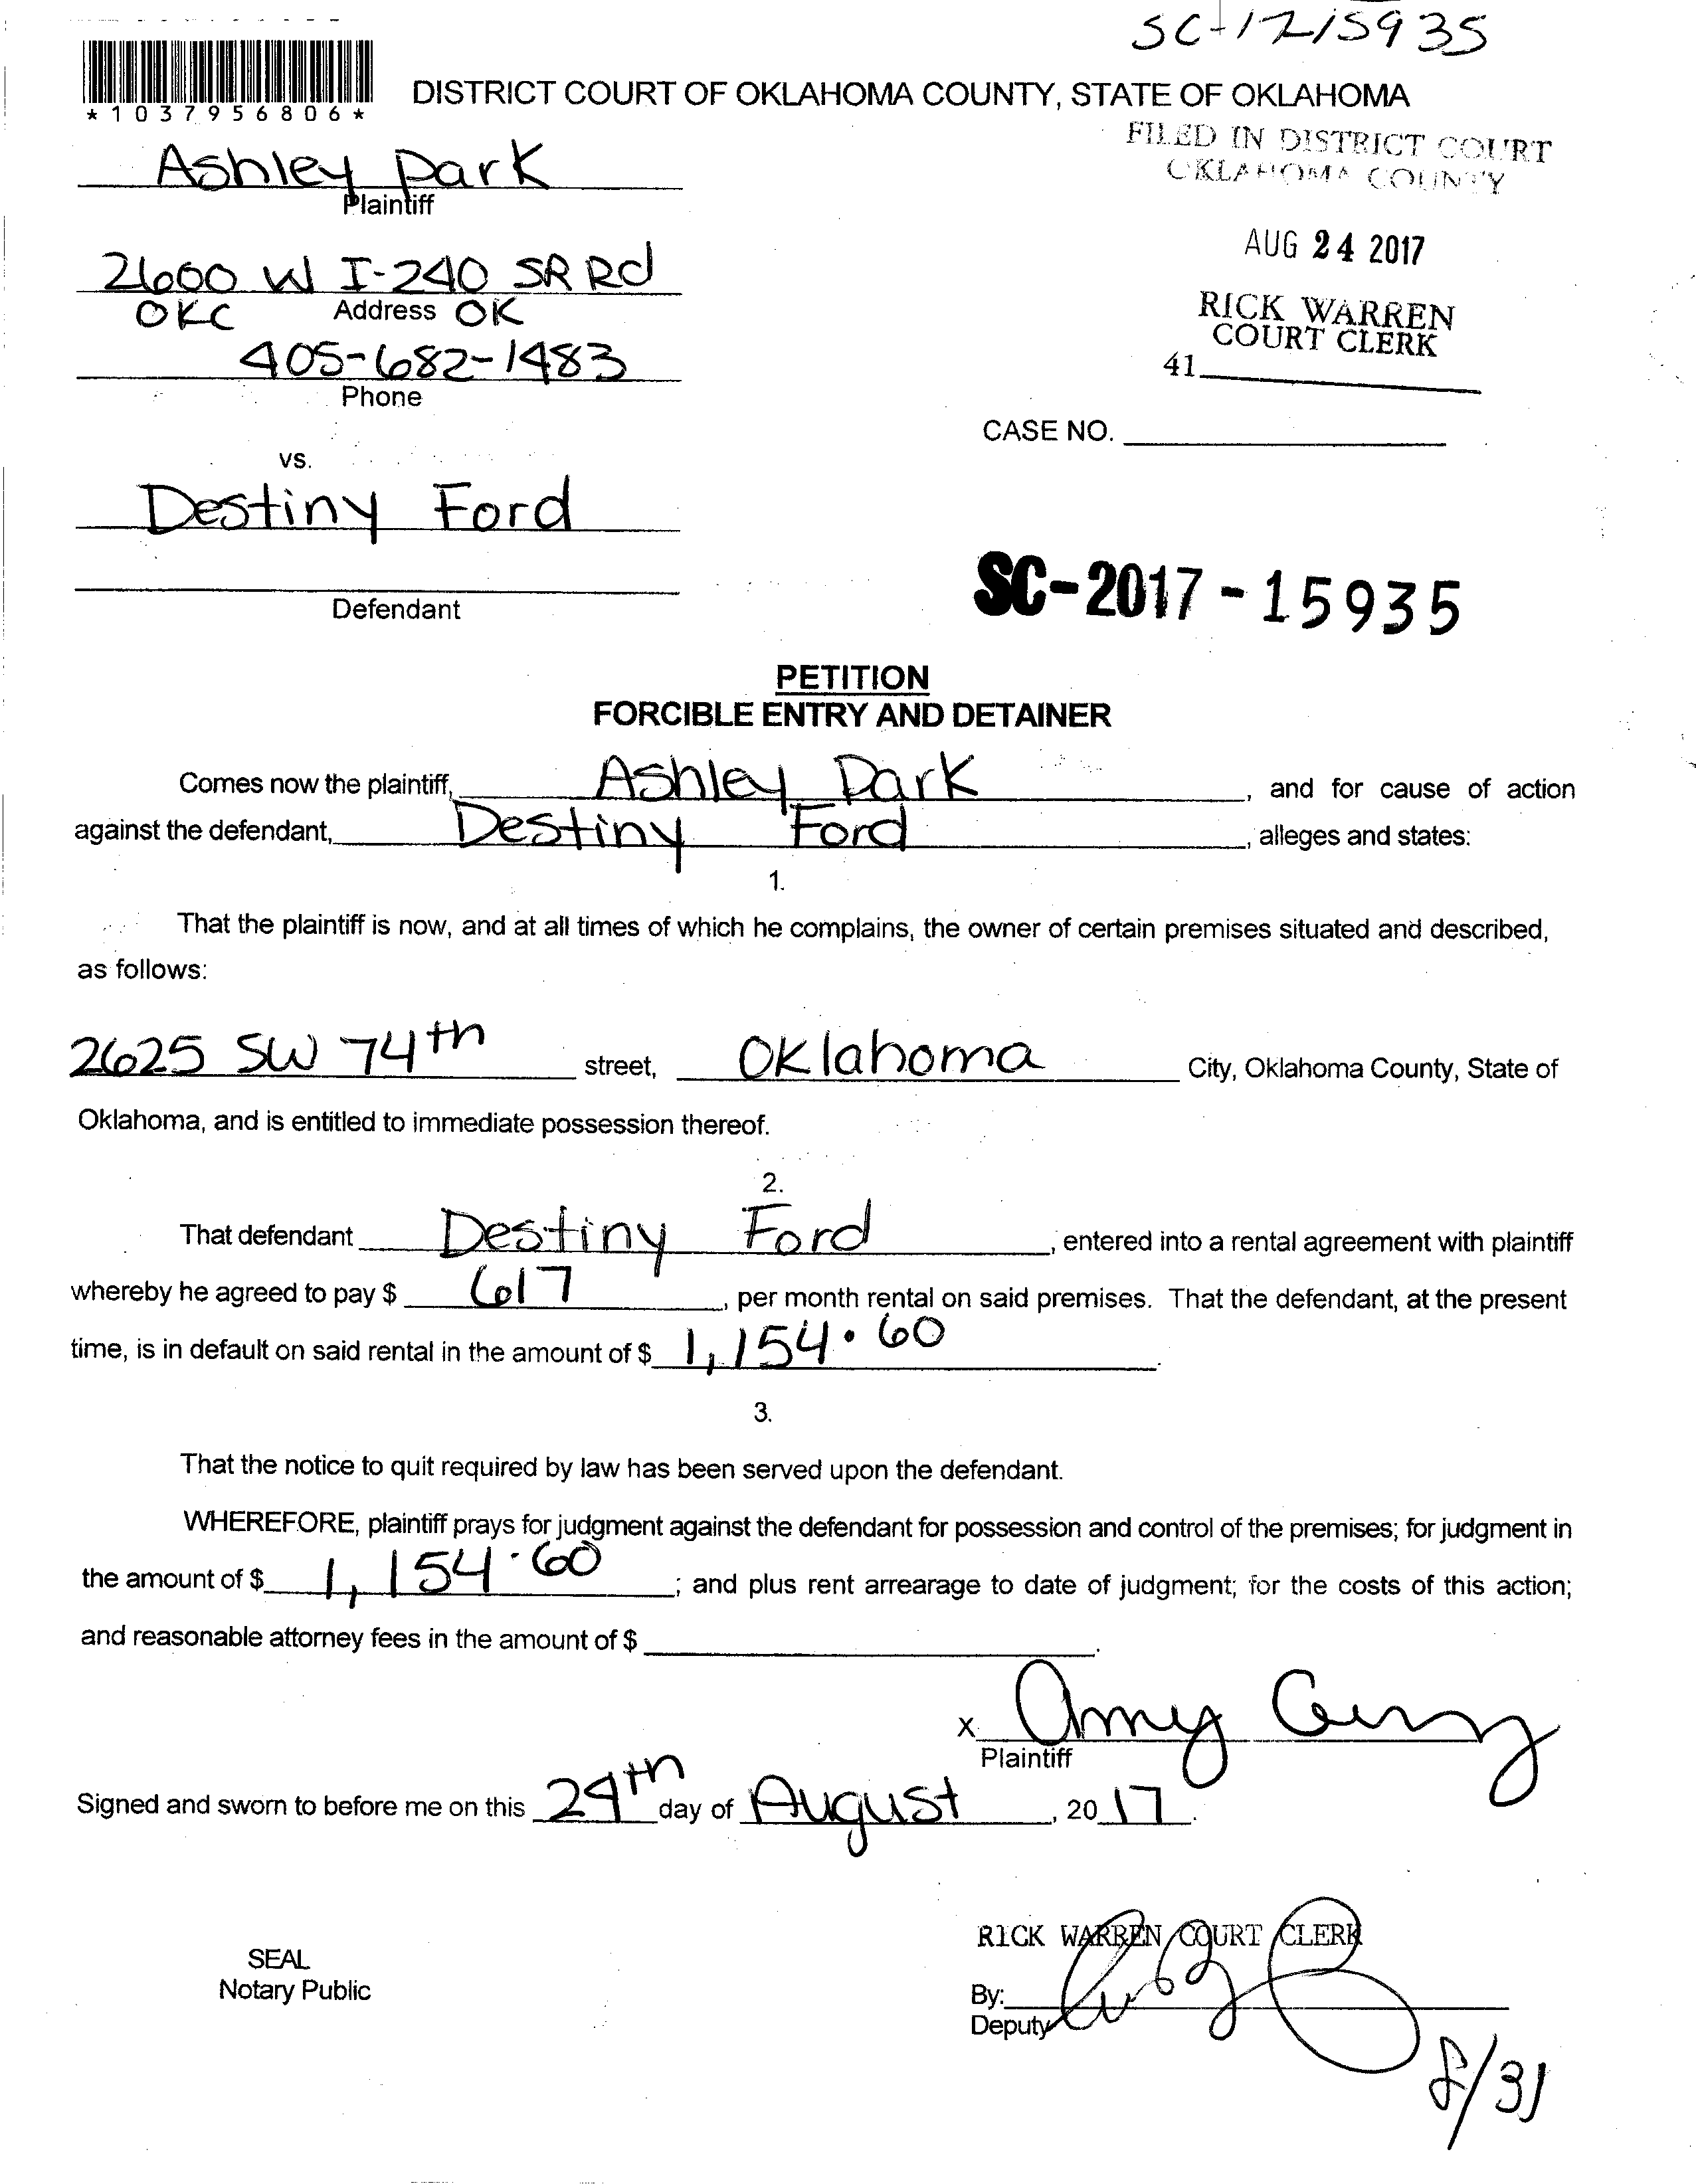 SC-17-15935
*1037956806*
DISTRICT COURT OF OKLAHOMA COUNTY, STATE OF OKLAHOMA
FILED IN DISTRICT COURT
OKLAHOMA COUNTY
Ashley Park
Plaintiff
AUG 24 2017
2600 W I-240 SR Rd
OKC Address OK
RICK WARREN
COURT CLERK
405-682-1483
41
Phone
CASE NO.
vs.
Destiny Ford
Defendant
SC-2017-15935
PETITION
FORCIBLE ENTRY AND DETAINER
Comes now the plaintiff, Ashley Park, and for cause of action
against the defendant, Destiny Ford, alleges and states:
1.
That the plaintiff is now, and at all times of which he complains, the owner of certain premises situated and described,
as follows:
2625 SW 74th street, Oklahoma City, Oklahoma County, State of
Oklahoma, and is entitled to immediate possession thereof.
2.
That defendant Destiny Ford, entered into a rental agreement with plaintiff
whereby he agreed to pay $ 617, per month rental on said premises. That the defendant, at the present
time, is in default on said rental in the amount of $ 1,154.60.
3.
That the notice to quit required by law has been served upon the defendant.
WHEREFORE, plaintiff prays for judgment against the defendant for possession and control of the premises; for judgment in
the amount of $ 1,154.60; and plus rent arrearage to date of judgment; for the costs of this action;
and reasonable attorney fees in the amount of $ .
x Amy
Plaintiff
Signed and sworn to before me on this 24th day of August, 2017.
RICK WARREN COURT CLERK
SEAL
Notary Public
By:
Deputy
8/31